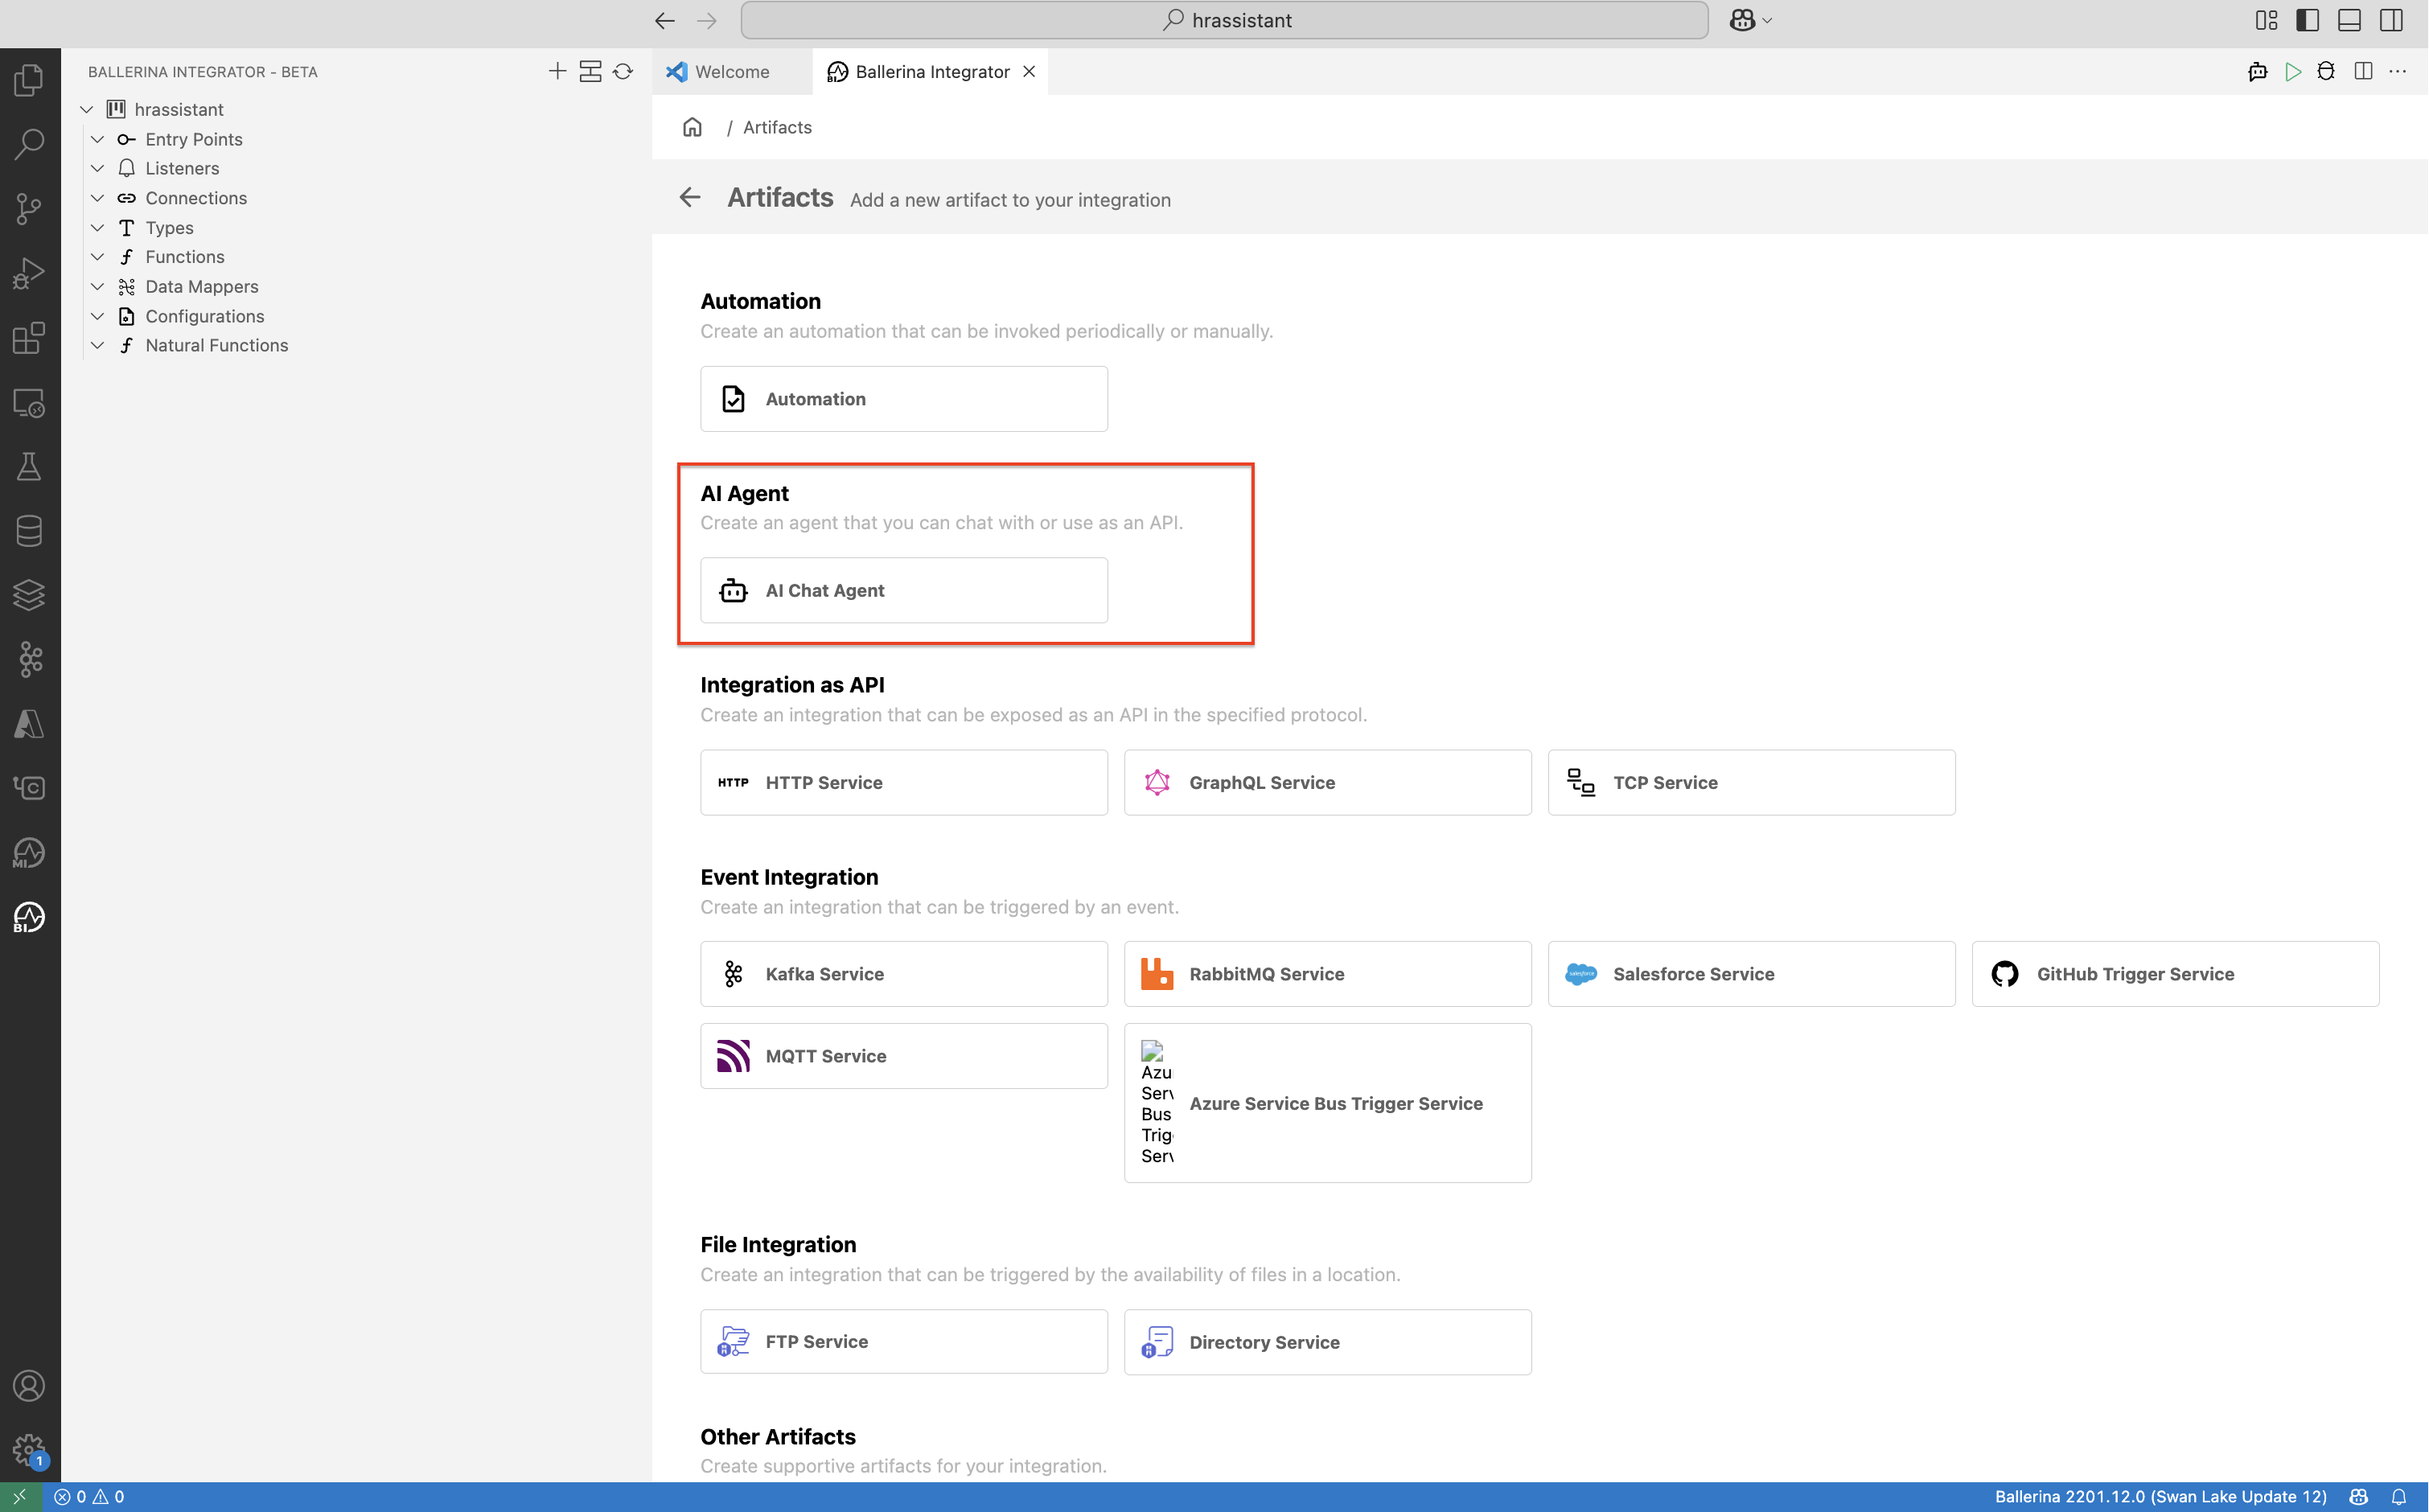 hrassistant
BALLERINA INTEGRATOR - BETA
hrassistant
Entry Points
Listeners
Connections
Types
Functions
Data Mappers
Configurations
Natural Functions
Welcome
Ballerina Integrator
/ Artifacts
Artifacts Add a new artifact to your integration
Automation
Create an automation that can be invoked periodically or manually.
Automation
AI Agent
Create an agent that you can chat with or use as an API.
AI Chat Agent
Integration as API
Create an integration that can be exposed as an API in the specified protocol.
HTTP HTTP Service
GraphQL Service
TCP Service
Event Integration
Create an integration that can be triggered by an event.
Kafka Service
RabbitMQ Service
salesforce Salesforce Service
GitHub Trigger Service
MQTT Service
Azu
Serv
Bus
Trig
Serv
Azure Service Bus Trigger Service
File Integration
Create an integration that can be triggered by the availability of files in a location.
FTP Service
Directory Service
Other Artifacts
Create supportive artifacts for your integration.
MI
BI
1
0 0
Ballerina 2201.12.0 (Swan Lake Update 12)